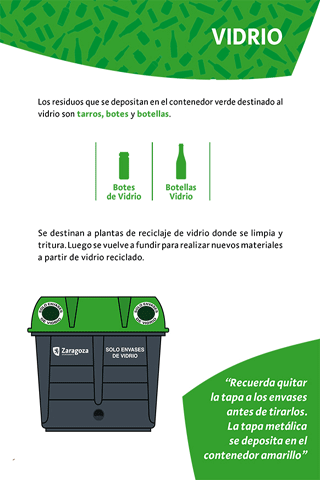 VIDRIO
Los residuos que se depositan en el contenedor verde destinado al
vidrio son tarros, botes y botellas.
Botes
de Vidrio
Botellas
Vidrio
Se destinan a plantas de reciclaje de vidrio donde se limpia y
tritura. Luego se vuelve a fundir para realizar nuevos materiales
a partir de vidrio reciclado.
SOLO ENVASES
DE VIDRIO
SOLO ENVASES
DE VIDRIO
Zaragoza
SOLO ENVASES
DE VIDRIO
“Recuerda quitar
la tapa a los envases
antes de tirarlos.
La tapa metálica
se deposita en el
contenedor amarillo”